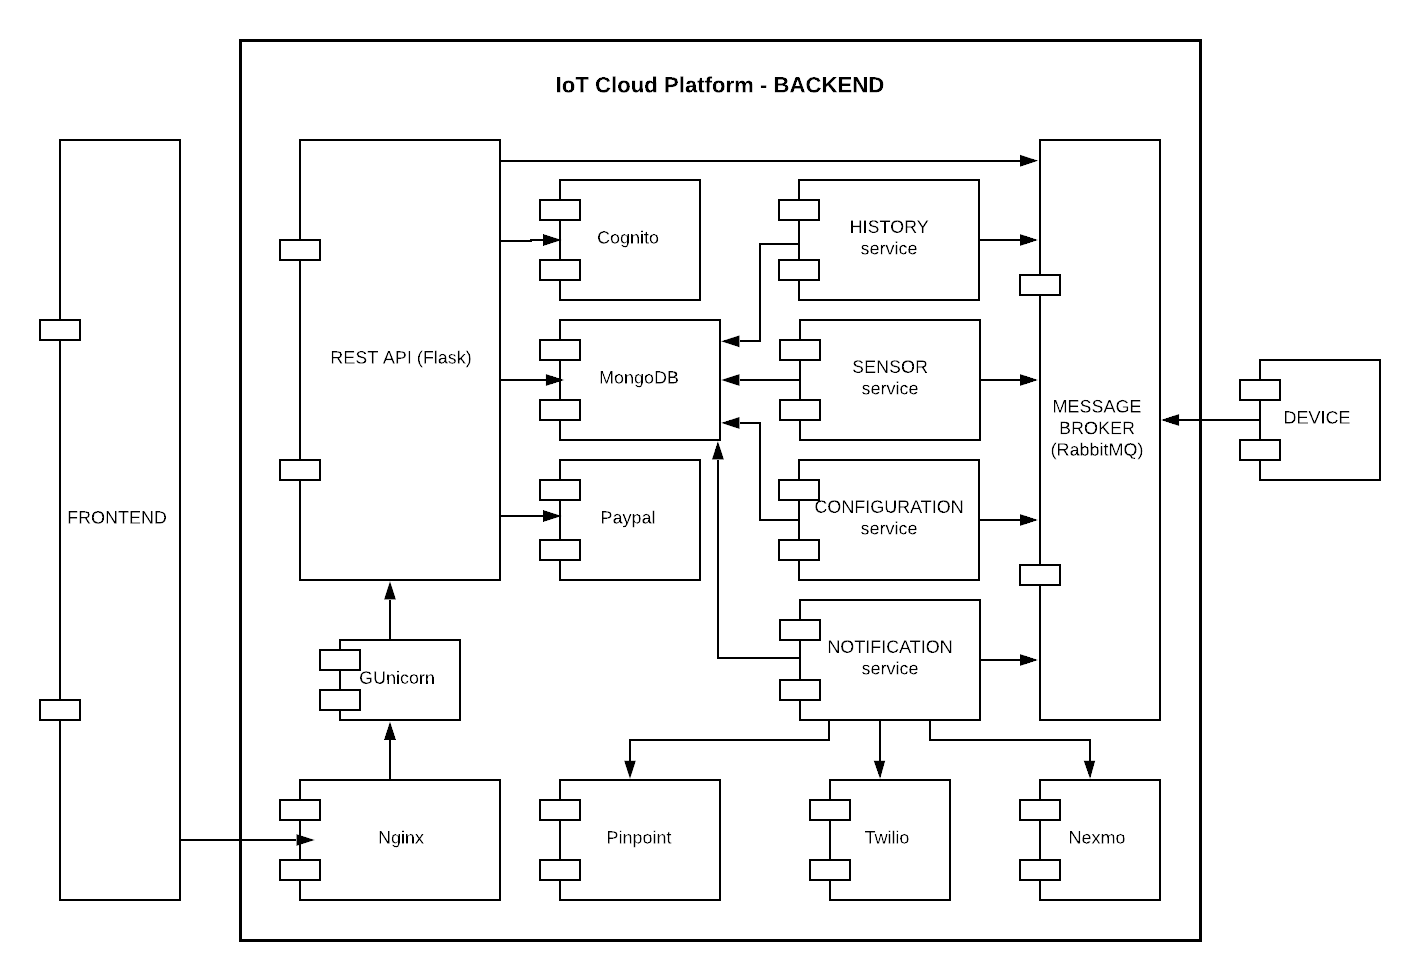 IoT Cloud Platform - BACKEND
Cognito
HISTORY
service
REST API (Flask)
MongoDB
SENSOR
service
MESSAGE
BROKER
(RabbitMQ)
DEVICE
FRONTEND
Paypal
CONFIGURATION
service
GUnicorn
NOTIFICATION
service
Nginx
Pinpoint
Twilio
Nexmo